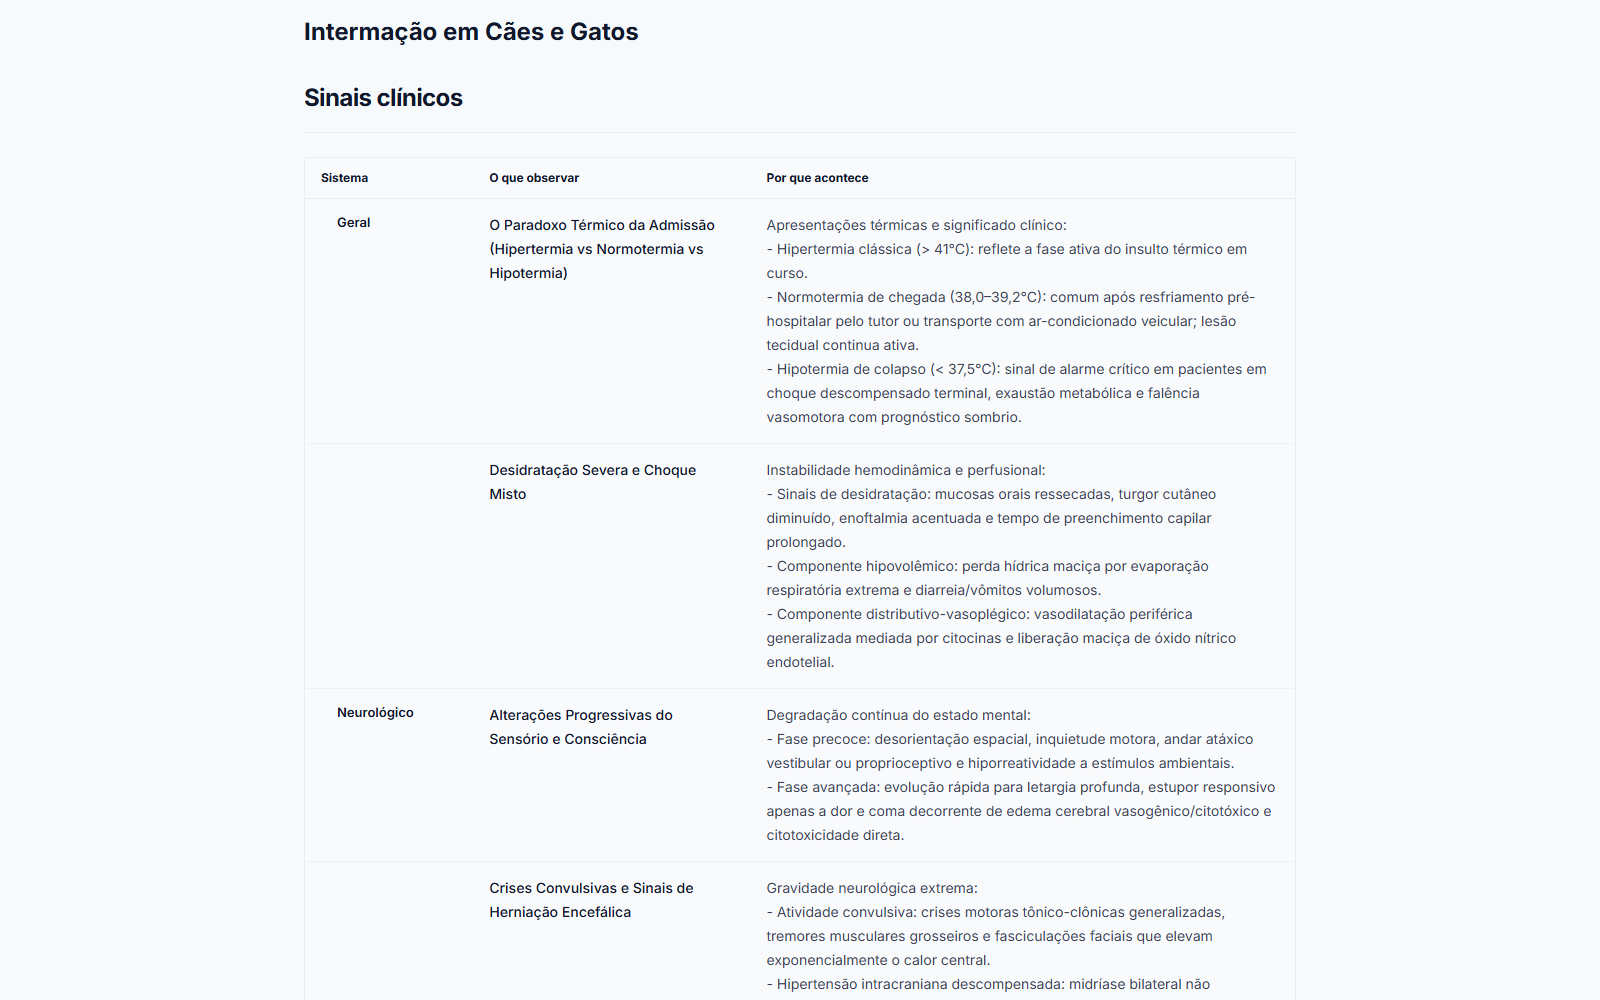 Intermação em Cães e Gatos
Sinais clínicos
Sistema
O que observar
Por que acontece
Geral
O Paradoxo Térmico da Admissão
(Hipertermia vs Normotermia vs
Hipotermia)
Apresentações térmicas e significado clínico:
- Hipertermia clássica (> 41°C): reflete a fase ativa do insulto térmico em
curso.
- Normotermia de chegada (38,0–39,2°C): comum após resfriamento pré-
hospitalar pelo tutor ou transporte com ar-condicionado veicular; lesão
tecidual continua ativa.
- Hipotermia de colapso (< 37,5°C): sinal de alarme crítico em pacientes em
choque descompensado terminal, exaustão metabólica e falência
vasomotora com prognóstico sombrio.
Desidratação Severa e Choque
Misto
Instabilidade hemodinâmica e perfusional:
- Sinais de desidratação: mucosas orais ressecadas, turgor cutâneo
diminuído, enoftalmia acentuada e tempo de preenchimento capilar
prolongado.
- Componente hipovolêmico: perda hídrica maciça por evaporação
respiratória extrema e diarreia/vômitos volumosos.
- Componente distributivo-vasoplégico: vasodilatação periférica
generalizada mediada por citocinas e liberação maciça de óxido nítrico
endotelial.
Neurológico
Alterações Progressivas do
Sensório e Consciência
Degradação contínua do estado mental:
- Fase precoce: desorientação espacial, inquietude motora, andar atáxico
vestibular ou proprioceptivo e hiporreatividade a estímulos ambientais.
- Fase avançada: evolução rápida para letargia profunda, estupor responsivo
apenas a dor e coma decorrente de edema cerebral vasogênico/citotóxico e
citotoxicidade direta.
Crises Convulsivas e Sinais de
Herniação Encefálica
Gravidade neurológica extrema:
- Atividade convulsiva: crises motoras tônico-clônicas generalizadas,
tremores musculares grosseiros e fasciculações faciais que elevam
exponencialmente o calor central.
- Hipertensão intracraniana descompensada: midríase bilateral não